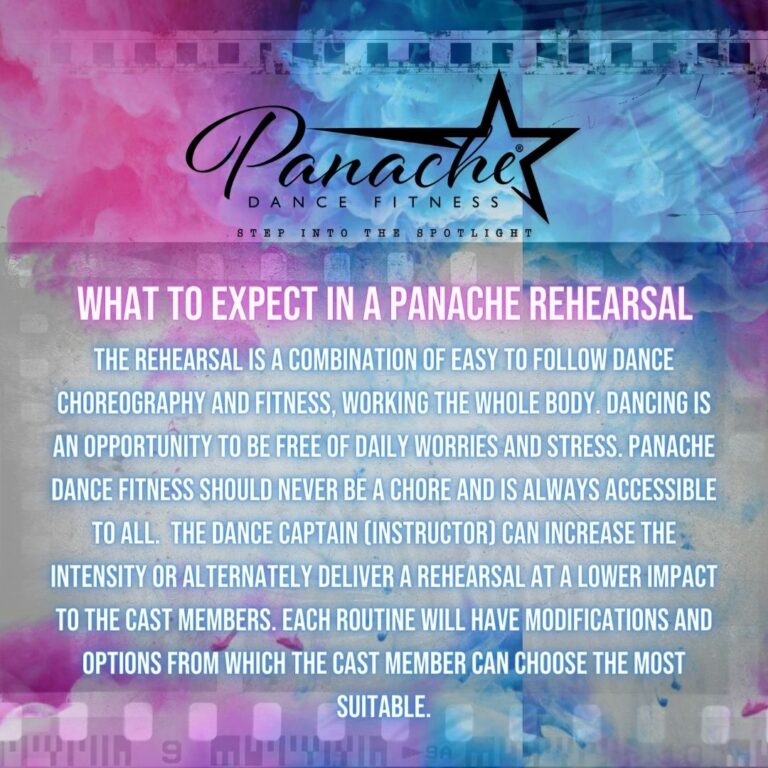 Panache®
DANCE FITNESS
STEP INTO THE SPOTLIGHT
WHAT TO EXPECT IN A PANACHE REHEARSAL
THE REHEARSAL IS A COMBINATION OF EASY TO FOLLOW DANCE
CHOREOGRAPHY AND FITNESS, WORKING THE WHOLE BODY. DANCING IS
AN OPPORTUNITY TO BE FREE OF DAILY WORRIES AND STRESS. PANACHE
DANCE FITNESS SHOULD NEVER BE A CHORE AND IS ALWAYS ACCESSIBLE
TO ALL. THE DANCE CAPTAIN (INSTRUCTOR) CAN INCREASE THE
INTENSITY OR ALTERNATELY DELIVER A REHEARSAL AT A LOWER IMPACT
TO THE CAST MEMBERS. EACH ROUTINE WILL HAVE MODIFICATIONS AND
OPTIONS FROM WHICH THE CAST MEMBER CAN CHOOSE THE MOST
SUITABLE.
9 9A